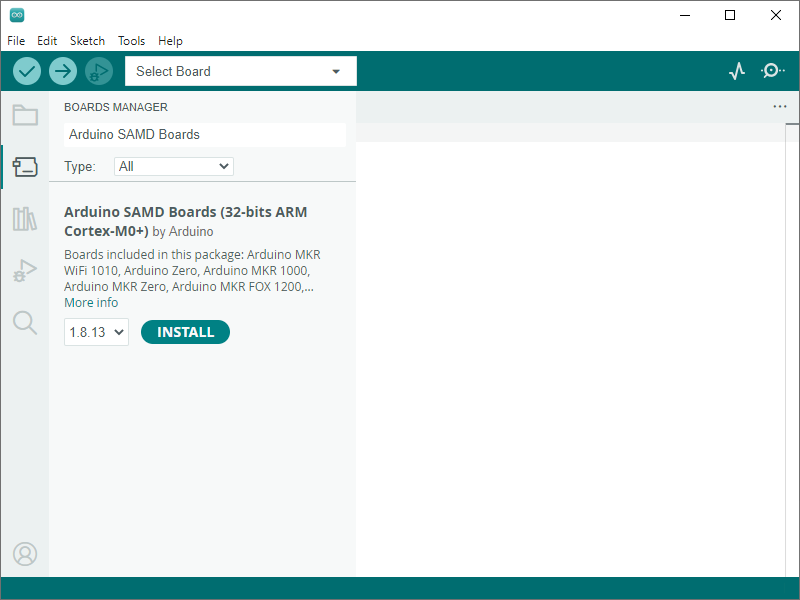 File Edit Sketch Tools Help
Select Board
BOARDS MANAGER
Arduino SAMD Boards
Type: All
Arduino SAMD Boards (32-bits ARM
Cortex-M0+) by Arduino
Boards included in this package: Arduino MKR
WiFi 1010, Arduino Zero, Arduino MKR 1000,
Arduino MKR Zero, Arduino MKR FOX 1200,...
More info
1.8.13 INSTALL